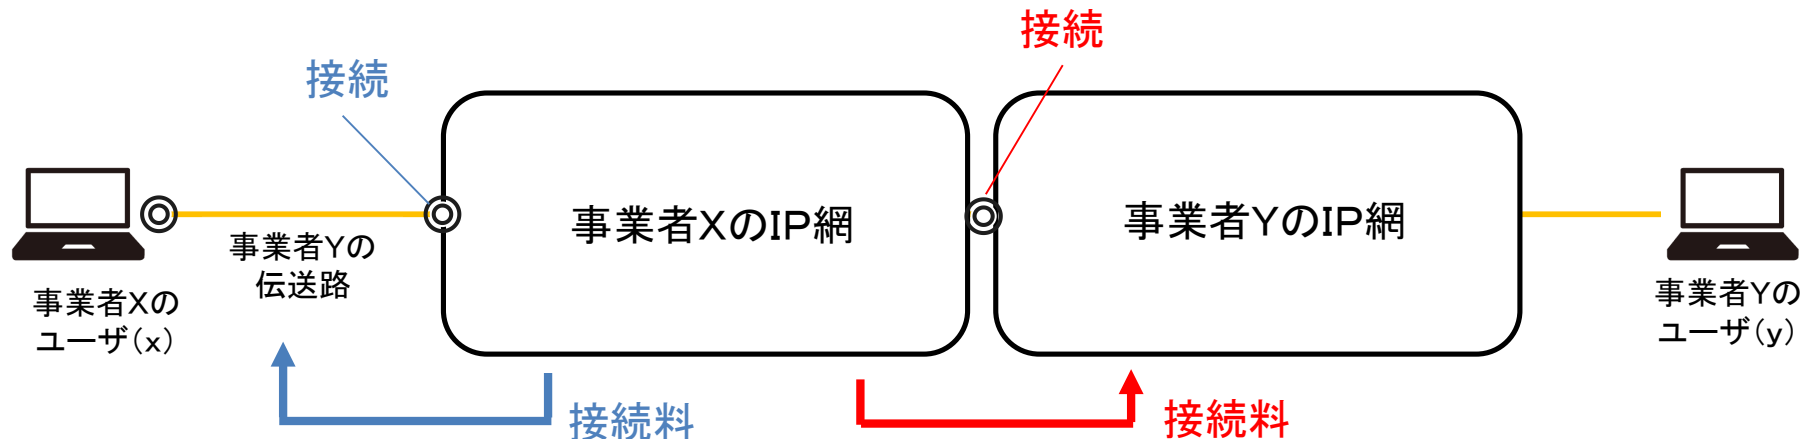 接続
接続
事業者XのIP網
事業者YのIP網
事業者Yの
伝送路
事業者Xの
ユーザ(x)
事業者Yの
ユーザ(y)
接続料
接続料